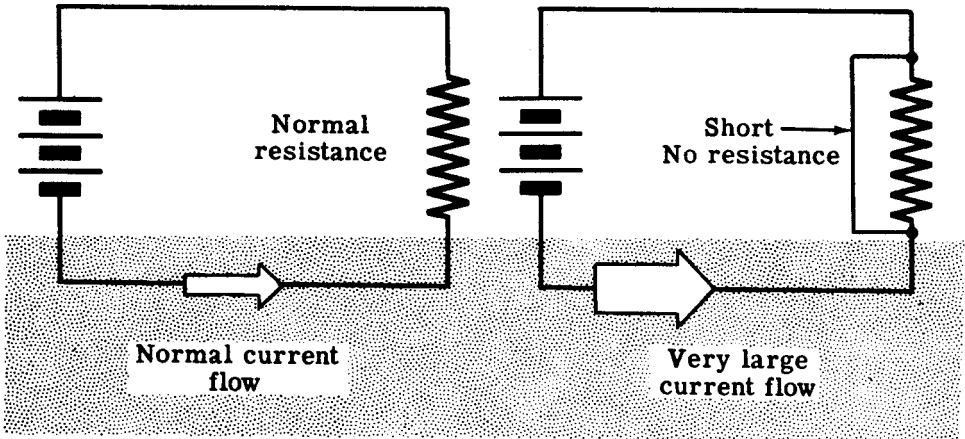 Normal
resistance
Short
No resistance
Normal current
flow
Very large
current flow